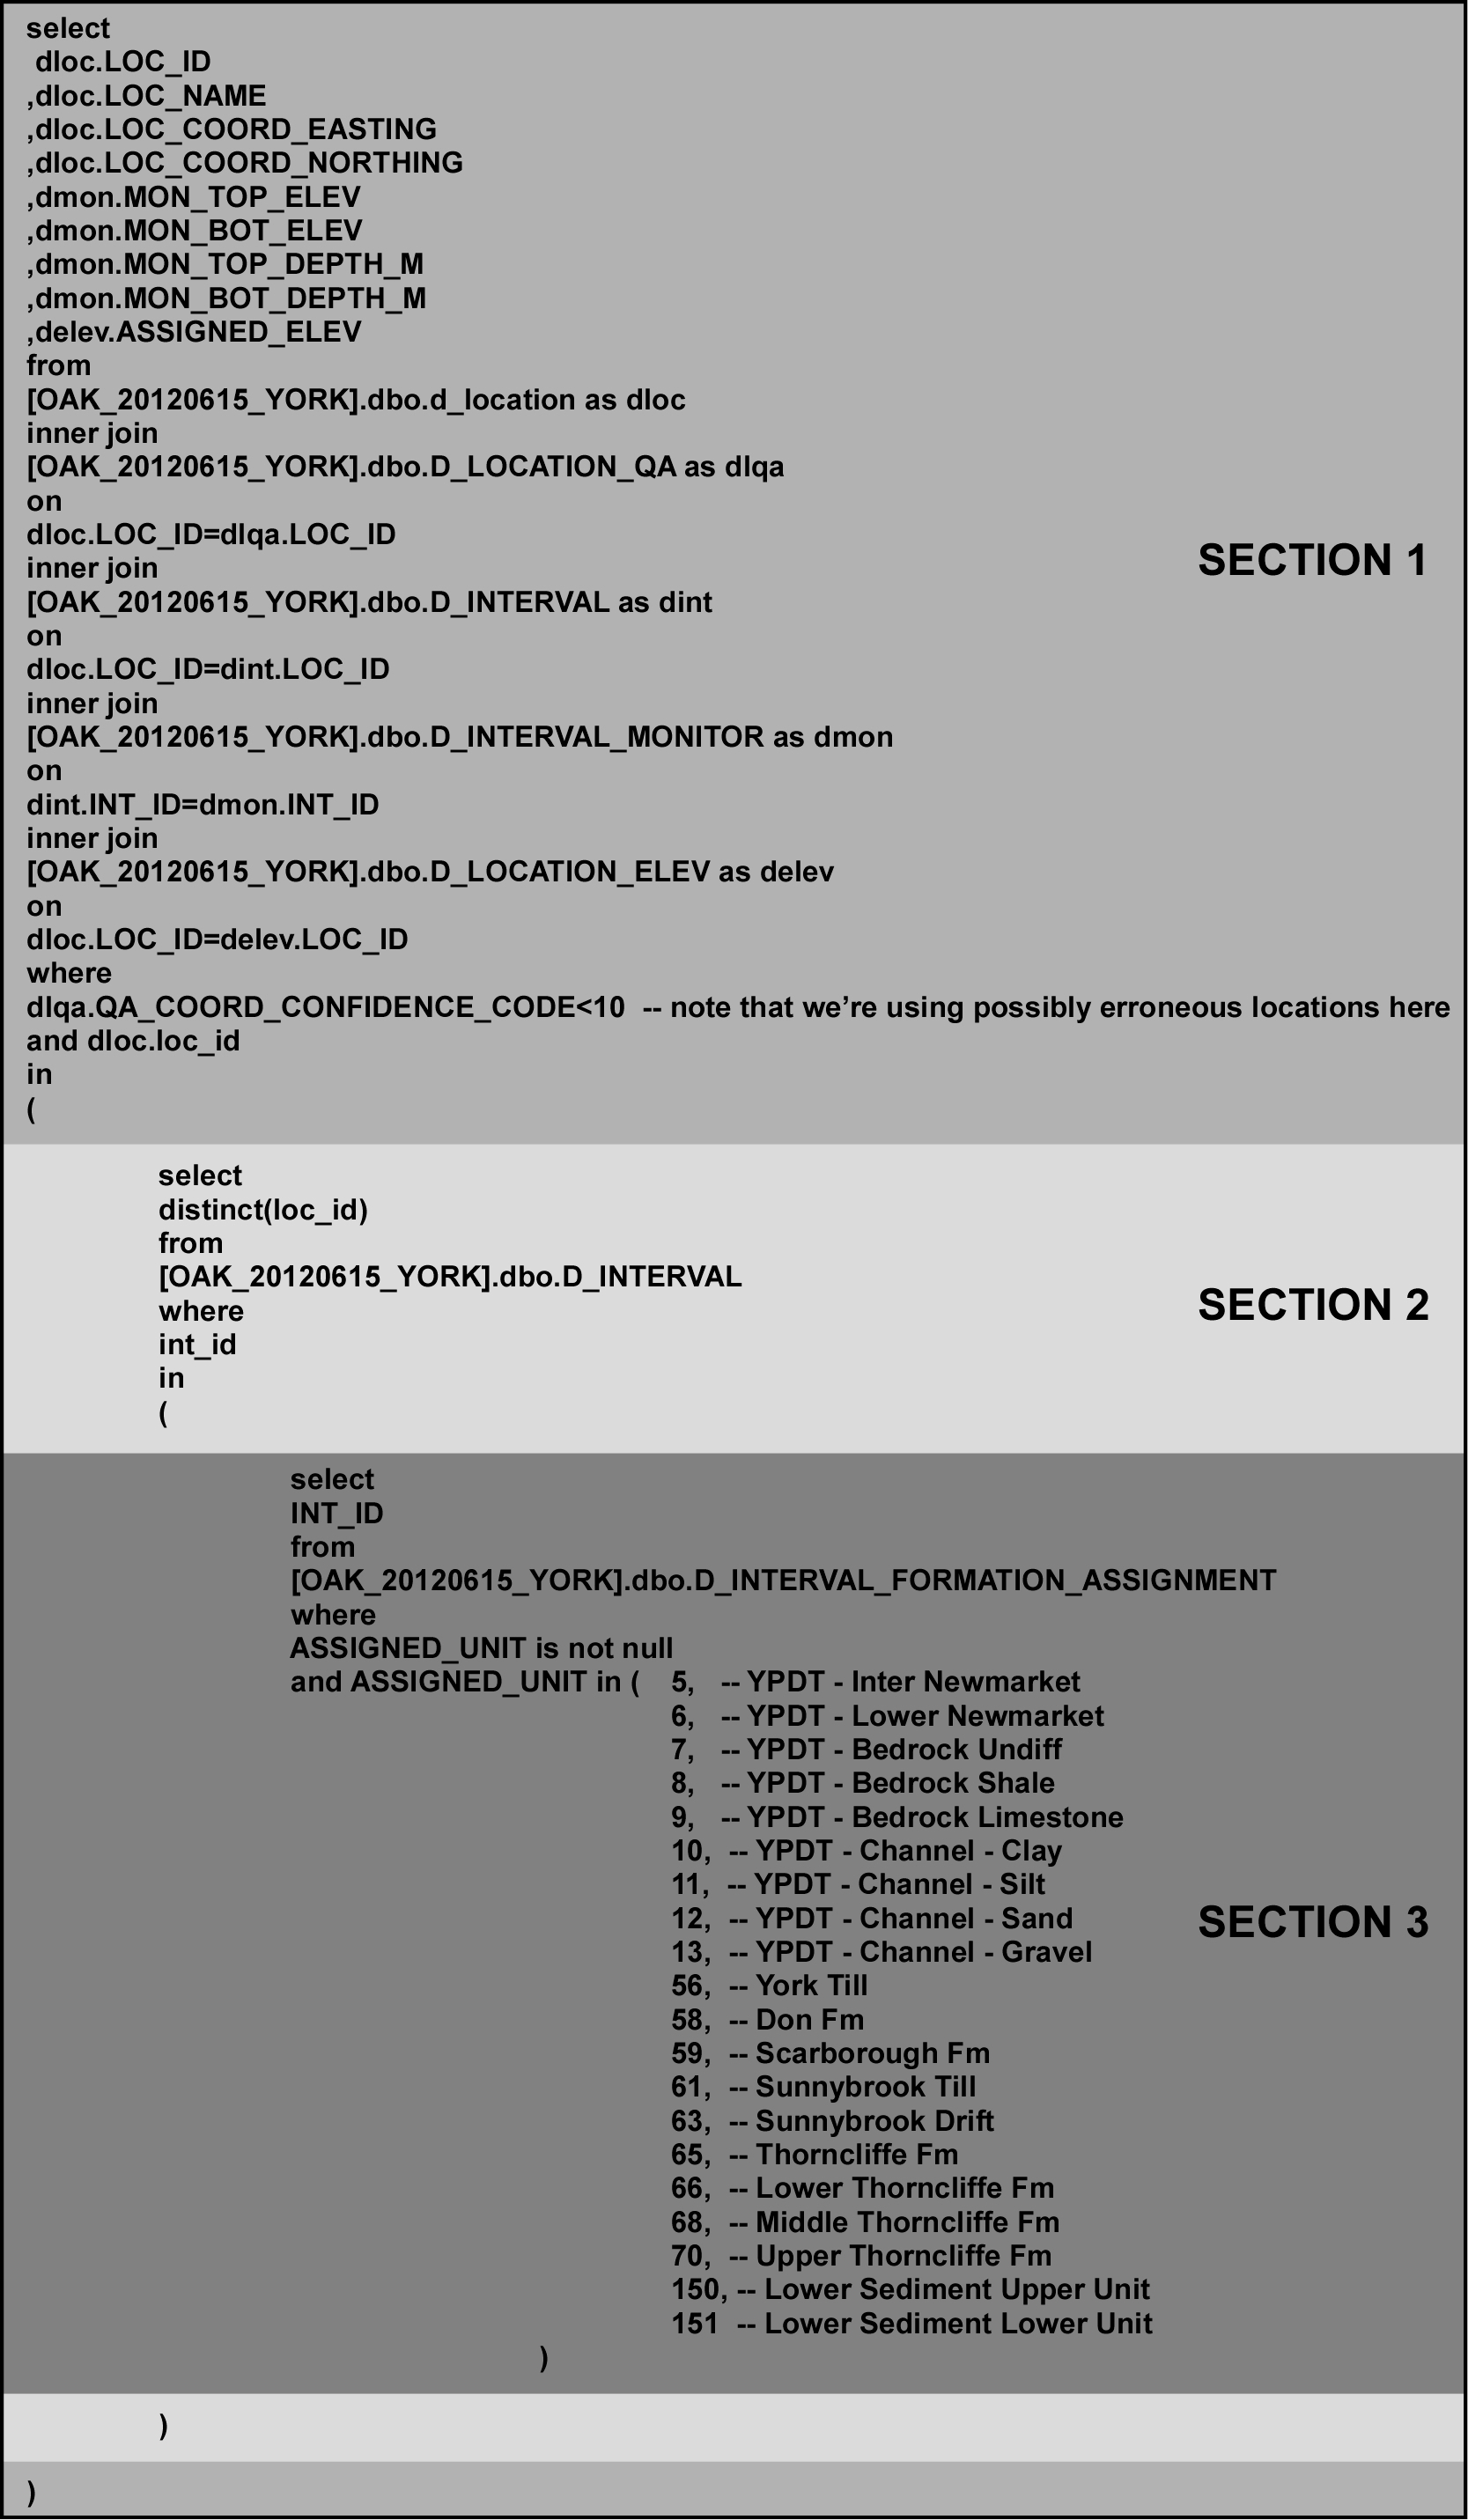 select
dloc.LOC_ID
,dloc.LOC_NAME
,dloc.LOC_COORD_EASTING
,dloc.LOC_COORD_NORTHING
,dmon.MON_TOP_ELEV
,dmon.MON_BOT_ELEV
,dmon.MON_TOP_DEPTH_M
,dmon.MON_BOT_DEPTH_M
,delev.ASSIGNED_ELEV
from
[OAK_20120615_YORK].dbo.d_location as dloc
inner join
[OAK_20120615_YORK].dbo.D_LOCATION_QA as dlqa
on
dloc.LOC_ID=dlqa.LOC_ID
inner join
SECTION 1
[OAK_20120615_YORK].dbo.D_INTERVAL as dint
on
dloc.LOC_ID=dint.LOC_ID
inner join
[OAK_20120615_YORK].dbo.D_INTERVAL_MONITOR as dmon
on
dint.INT_ID=dmon.INT_ID
inner join
[OAK_20120615_YORK].dbo.D_LOCATION_ELEV as delev
on
dloc.LOC_ID=delev.LOC_ID
where
dlqa.QA_COORD_CONFIDENCE_CODE<10  -- note that we’re using possibly erroneous locations here
and dloc.loc_id
in
(
select
distinct(loc_id)
from
[OAK_20120615_YORK].dbo.D_INTERVAL
where
SECTION 2
int_id
in
(
select
INT_ID
from
[OAK_20120615_YORK].dbo.D_INTERVAL_FORMATION_ASSIGNMENT
where
ASSIGNED_UNIT is not null
and ASSIGNED_UNIT in ( 5, -- YPDT - Inter Newmarket
6, -- YPDT - Lower Newmarket
7, -- YPDT - Bedrock Undiff
8, -- YPDT - Bedrock Shale
9, -- YPDT - Bedrock Limestone
10, -- YPDT - Channel - Clay
11, -- YPDT - Channel - Silt
12, -- YPDT - Channel - Sand
SECTION 3
13, -- YPDT - Channel - Gravel
56, -- York Till
58, -- Don Fm
59, -- Scarborough Fm
61, -- Sunnybrook Till
63, -- Sunnybrook Drift
65, -- Thorncliffe Fm
66, -- Lower Thorncliffe Fm
68, -- Middle Thorncliffe Fm
70, -- Upper Thorncliffe Fm
150, -- Lower Sediment Upper Unit
151 -- Lower Sediment Lower Unit
)
)
)